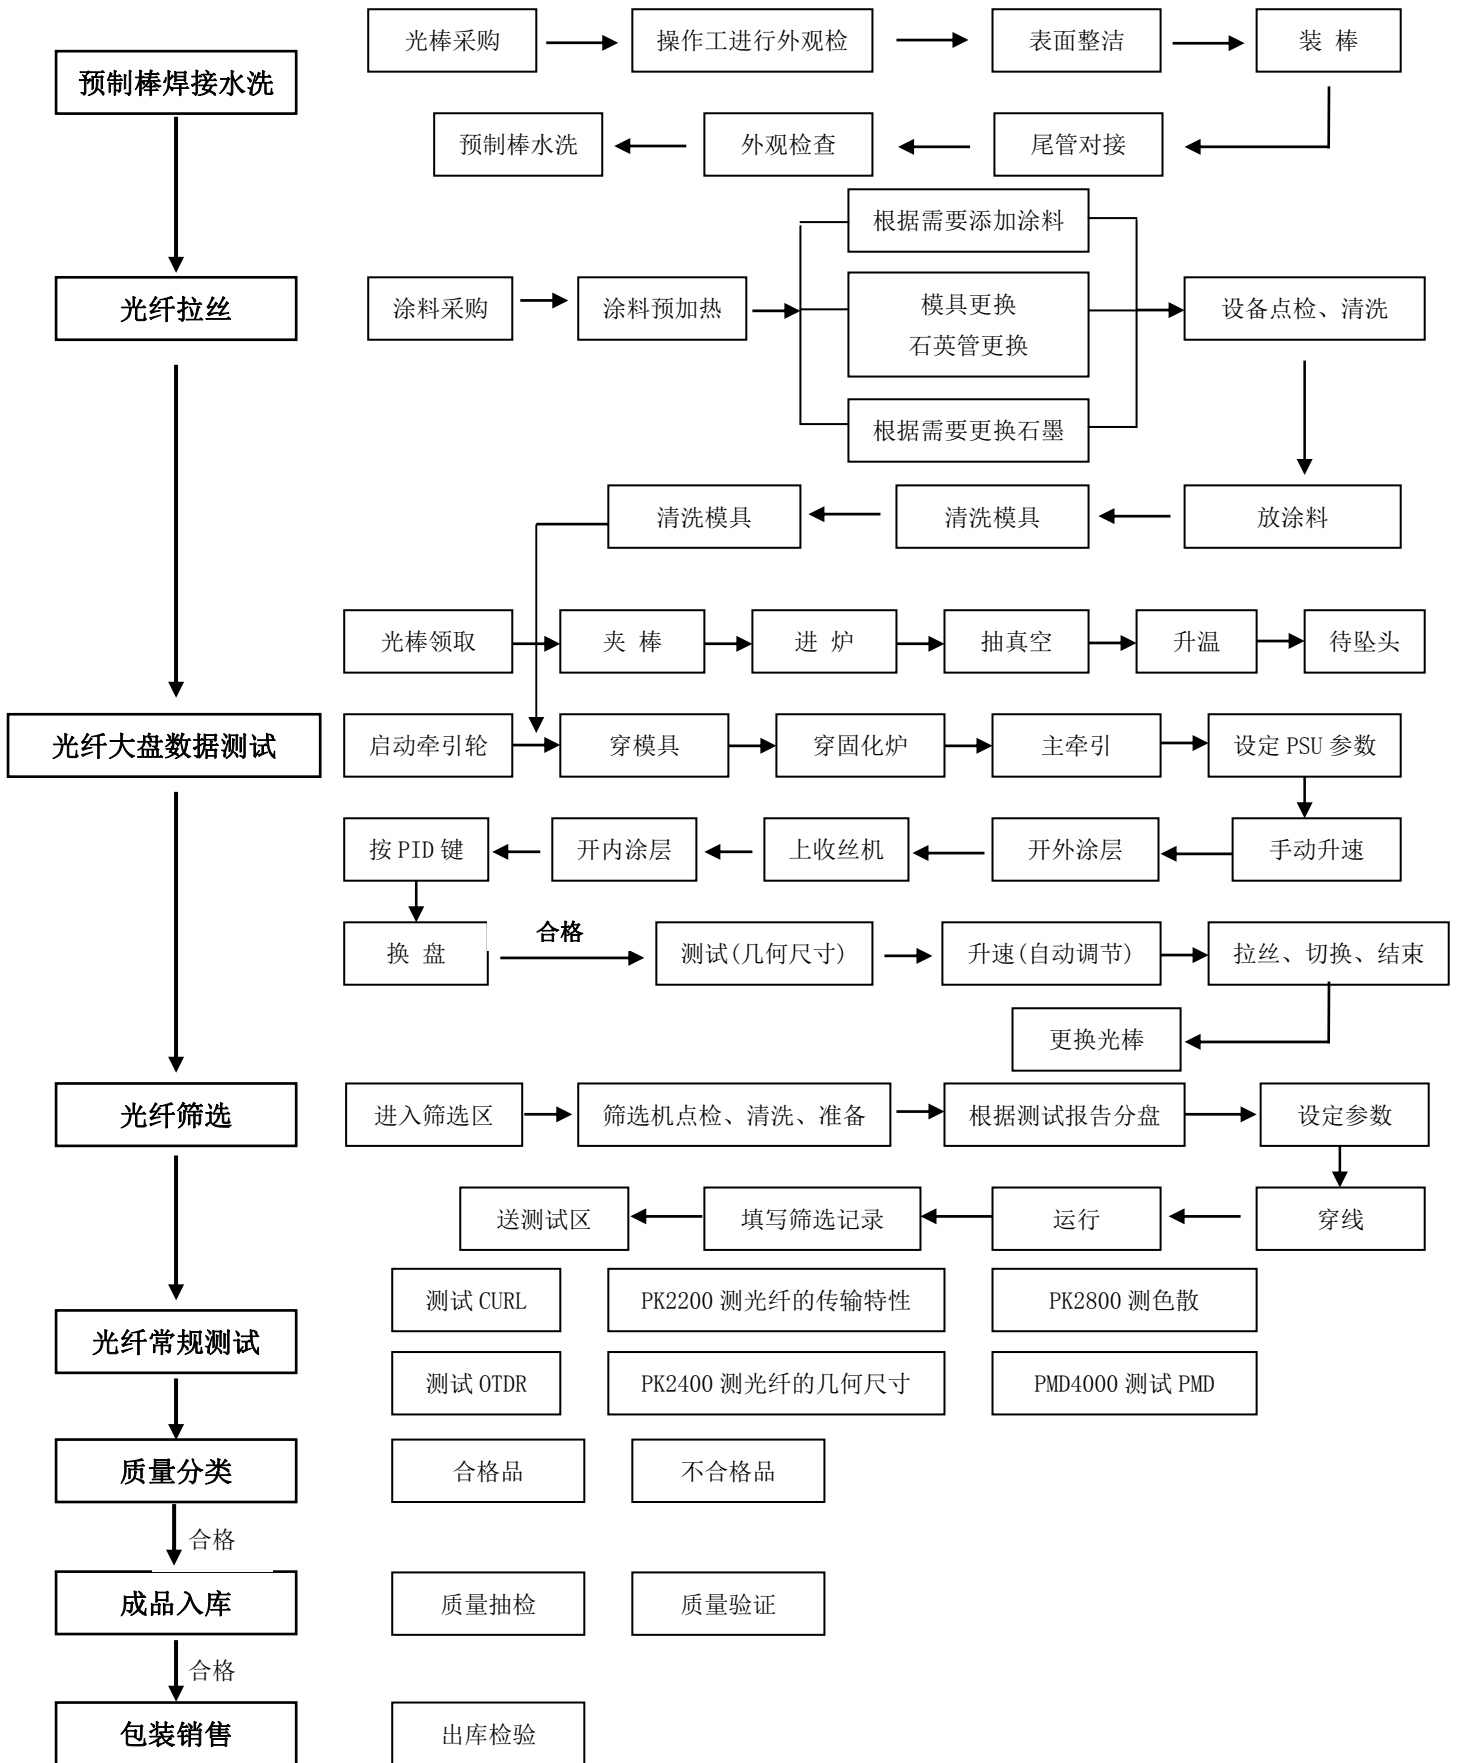 光棒采购
操作工进行外观检
表面整洁
装 棒
预制棒焊接水洗
预制棒水洗
外观检查
尾管对接
根据需要添加涂料
光纤拉丝
涂料采购
涂料预加热
模具更换
石英管更换
设备点检、清洗
根据需要更换石墨
清洗模具
清洗模具
放涂料
光棒领取
夹 棒
进 炉
抽真空
升温
待坠头
光纤大盘数据测试
启动牵引轮
穿模具
穿固化炉
主牵引
设定 PSU 参数
按 PID 键
开内涂层
上收丝机
开外涂层
手动升速
换 盘
合格
测试(几何尺寸)
升速(自动调节)
拉丝、切换、结束
更换光棒
光纤筛选
进入筛选区
筛选机点检、清洗、准备
根据测试报告分盘
设定参数
送测试区
填写筛选记录
运行
穿线
测试 CURL
PK2200 测光纤的传输特性
PK2800 测色散
光纤常规测试
测试 OTDR
PK2400 测光纤的几何尺寸
PMD4000 测试 PMD
质量分类
合格品
不合格品
合格
成品入库
质量抽检
质量验证
合格
包装销售
出库检验